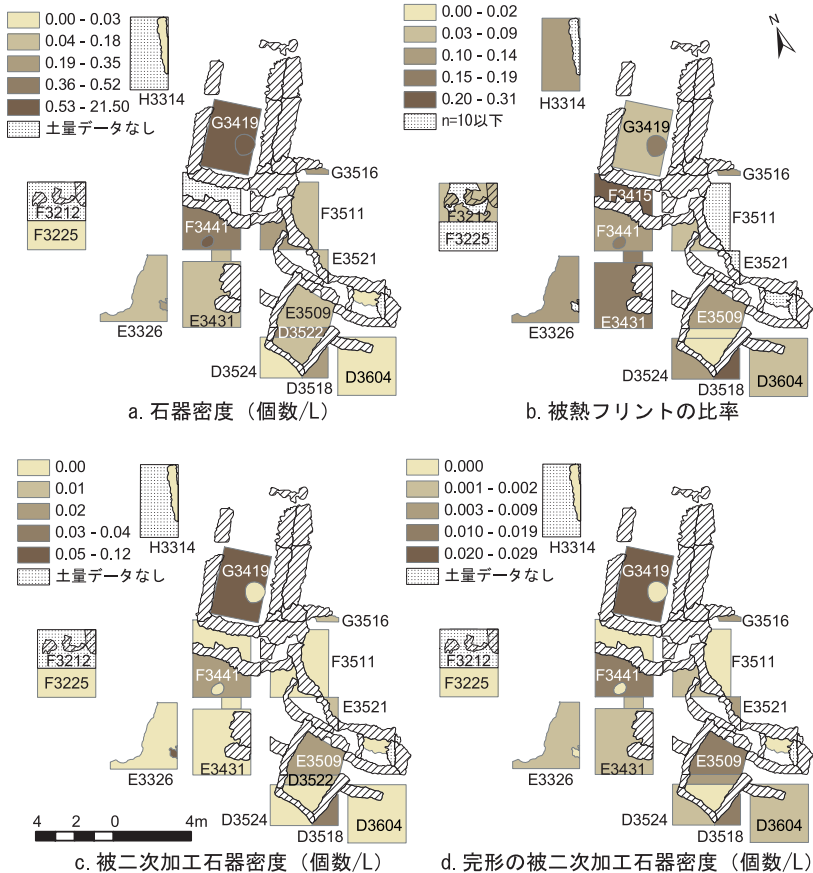 0.00 - 0.03
0.04 - 0.18
0.19 - 0.35
0.36 - 0.52
0.53 - 21.50
土量データなし
H3314
G3419
G3516
F3212
F3225
F3511
F3441
E3521
E3326
E3431
E3509
D3522
D3524
D3518
D3604
a. 石器密度（個数/L）
0.00 - 0.02
0.03 - 0.09
0.10 - 0.14
0.15 - 0.19
0.20 - 0.31
n=10以下
N
H3314
G3419
G3516
F3415
F3212
F3225
F3511
F3441
E3521
E3326
E3431
E3509
D3524
D3518
D3604
b. 被熱フリントの比率
0.00
0.01
0.02
0.03 - 0.04
0.05 - 0.12
土量データなし
H3314
G3419
G3516
F3212
F3225
F3511
F3441
E3521
E3326
E3431
E3509
D3522
D3524
D3518
D3604
4 2 0 4m
c. 被二次加工石器密度（個数/L）
0.000
0.001 - 0.002
0.003 - 0.009
0.010 - 0.019
0.020 - 0.029
土量データなし
H3314
G3419
G3516
F3212
F3225
F3511
F3441
E3521
E3326
E3431
E3509
D3524
D3518
D3604
d. 完形の被二次加工石器密度（個数/L）